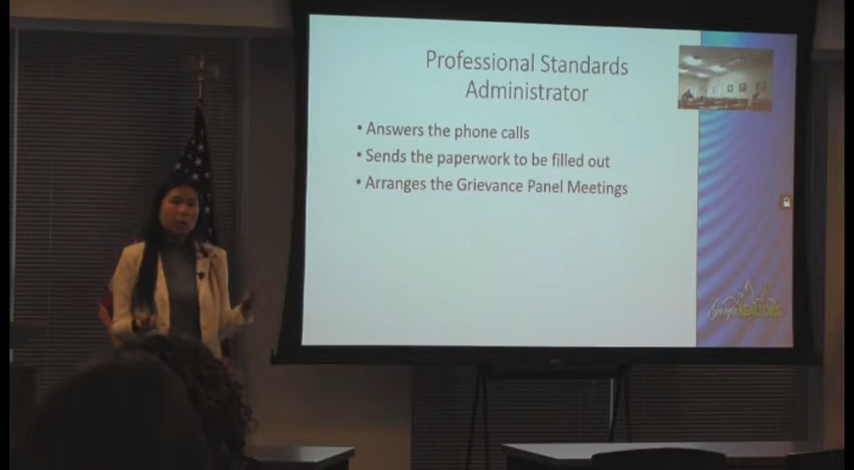 Professional Standards
Administrator
• Answers the phone calls
• Sends the paperwork to be filled out
• Arranges the Grievance Panel Meetings
REALTORS